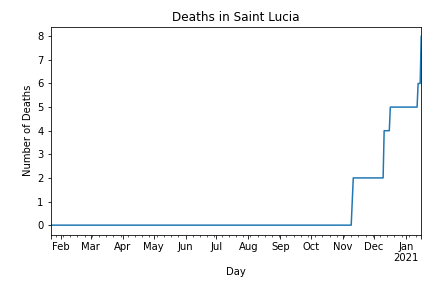 Deaths in Saint Lucia
8
7
6
5
4
3
2
1
0
Number of Deaths
Feb Mar Apr May Jun Jul Aug Sep Oct Nov Dec Jan
2021
Day